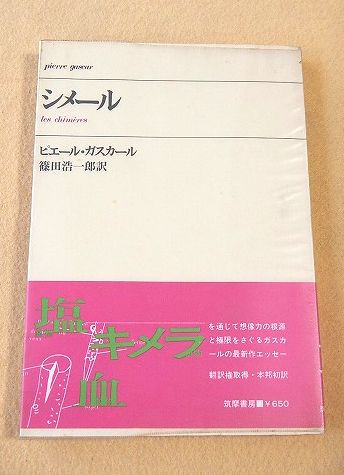 pierre gascar
シメール
les chimères
ピエール・ガスカール
篠田浩一郎訳
塩
キメラ
血
を通じて想像力の根源
と極限をさぐるガスカ
ールの最新作エッセー
翻訳権取得・本邦初訳
筑摩書房■￥650